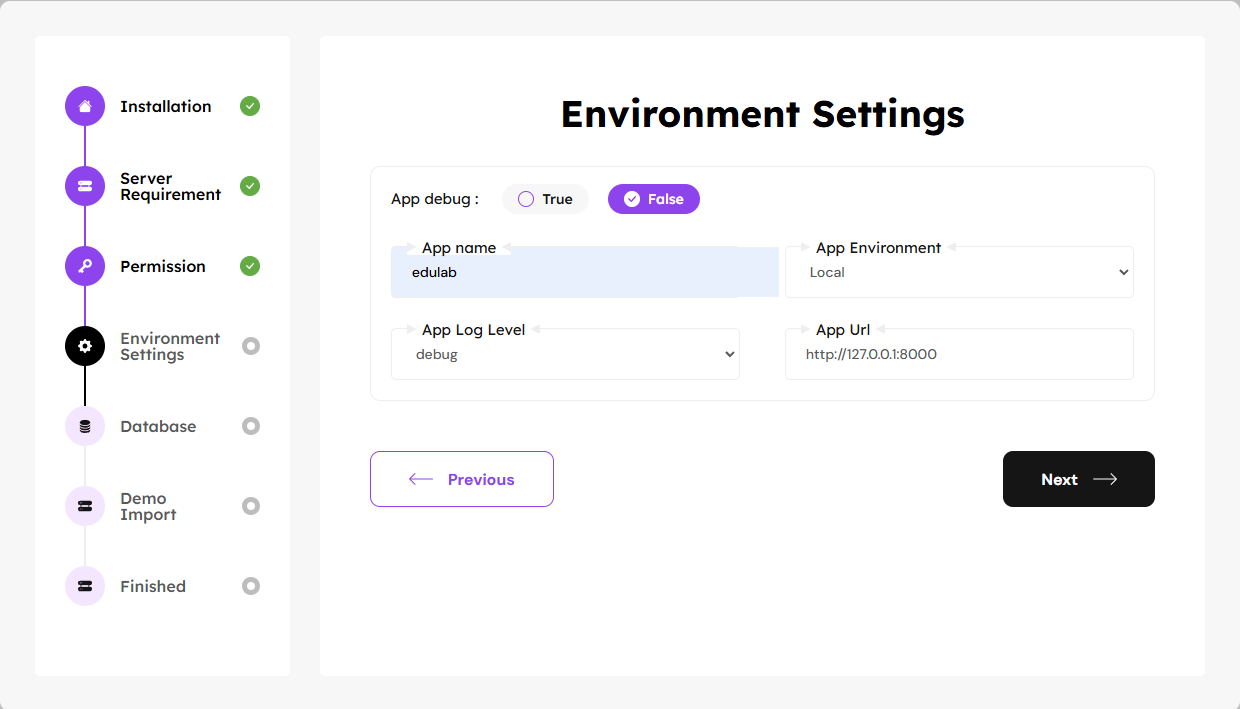 Installation
Server
Requirement
Permission
Environment
Settings
Database
Demo
Import
Finished
Environment Settings
App debug : True False
App name
edulab
App Environment
Local
App Log Level
debug
App Url
http://127.0.0.1:8000
Previous
Next